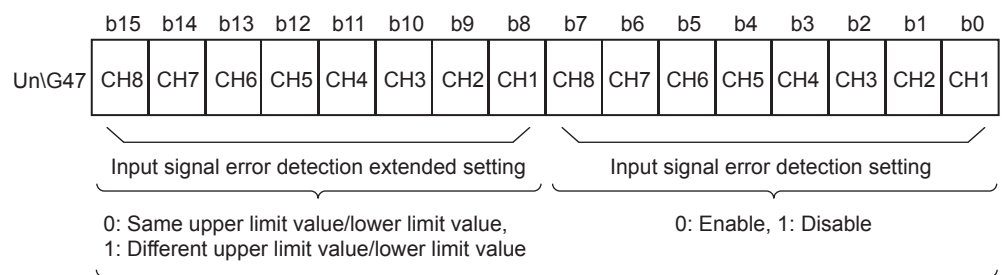 b15 b14 b13 b12 b11 b10 b9 b8 b7 b6 b5 b4 b3 b2 b1 b0
Un\G47 CH8 CH7 CH6 CH5 CH4 CH3 CH2 CH1 CH8 CH7 CH6 CH5 CH4 CH3 CH2 CH1
Input signal error detection extended setting Input signal error detection setting
0: Same upper limit value/lower limit value, 0: Enable, 1: Disable
1: Different upper limit value/lower limit value